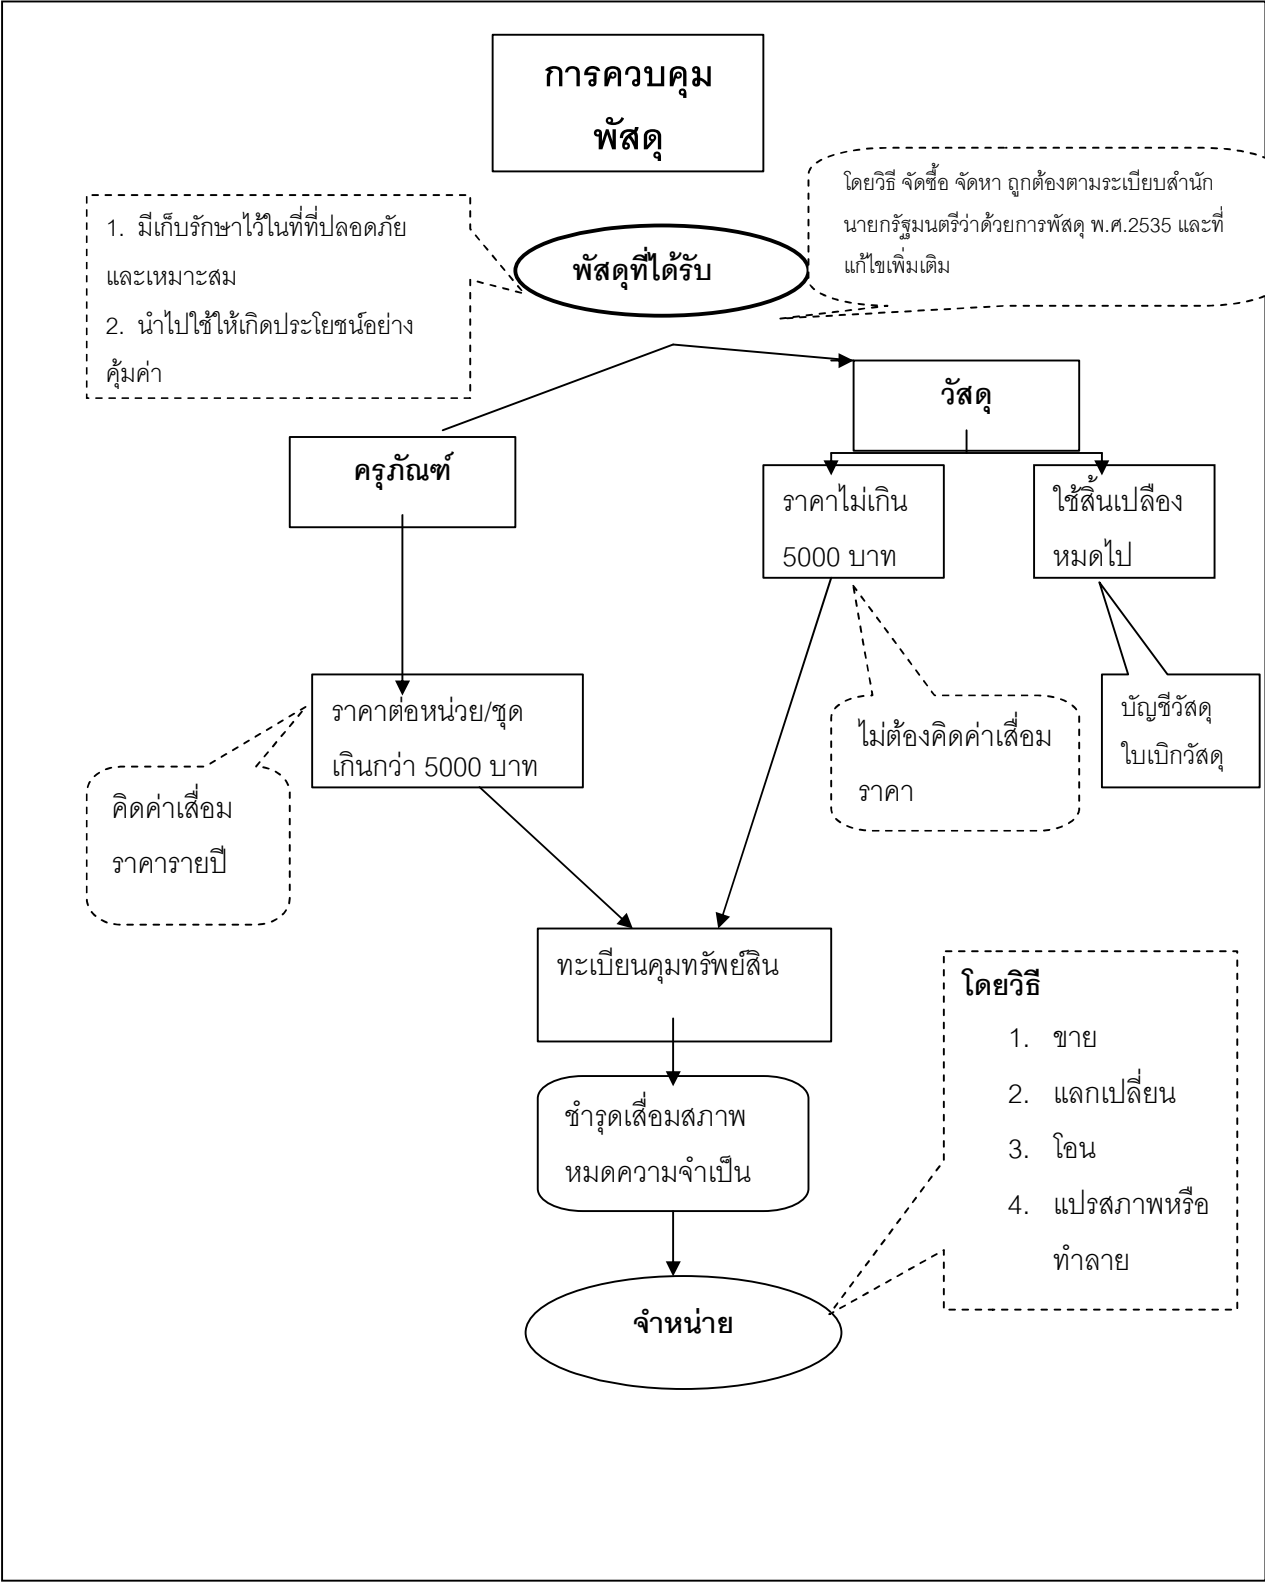 การควบคุม
พัสดุ
โดยวิธี จัดซื้อ จัดหา ถูกต้องตามระเบียบสำนัก
นายกรัฐมนตรีว่าด้วยการพัสดุ พ.ศ.2535 และที่
แก้ไขเพิ่มเติม
1. มีเก็บรักษาไว้ในที่ที่ปลอดภัย
และเหมาะสม
2. นำไปใช้ให้เกิดประโยชน์อย่าง
คุ้มค่า
พัสดุที่ได้รับ
วัสดุ
ครุภัณฑ์
ราคาไม่เกิน
5000 บาท
ใช้สิ้นเปลือง
หมดไป
ราคาต่อหน่วย/ชุด
เกินกว่า 5000 บาท
ไม่ต้องคิดค่าเสื่อม
ราคา
บัญชีวัสดุ
ใบเบิกวัสดุ
คิดค่าเสื่อม
ราคารายปี
ทะเบียนคุมทรัพย์สิน
โดยวิธี
1. ขาย
2. แลกเปลี่ยน
3. โอน
4. แปรสภาพหรือ
ทำลาย
ชำรุดเสื่อมสภาพ
หมดความจำเป็น
จำหน่าย